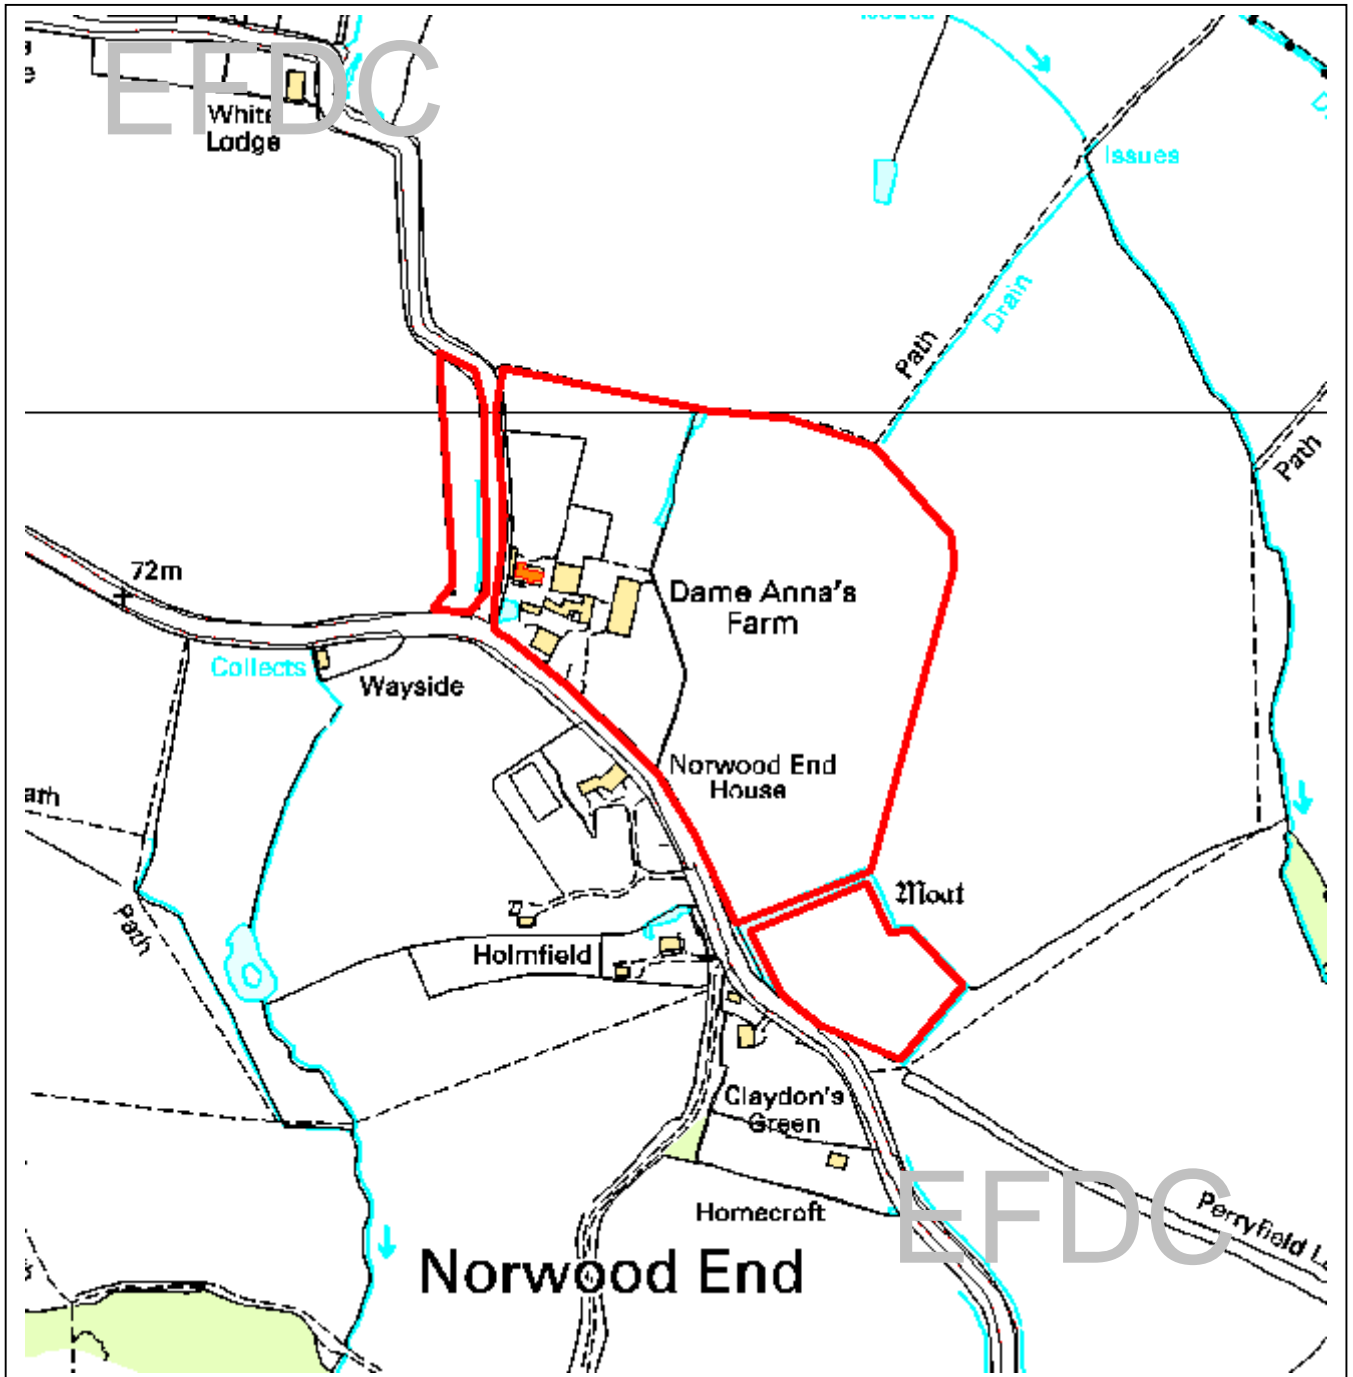 EFDC
White
Lodge
Issues
Drain
Path
Path
72m
Dame Anna's
Farm
Collects
Wayside
Norwood End
House
Moat
Path
Holmfield
Claydon's
Green
Homecroft
EFDC
Perryfield
Norwood End